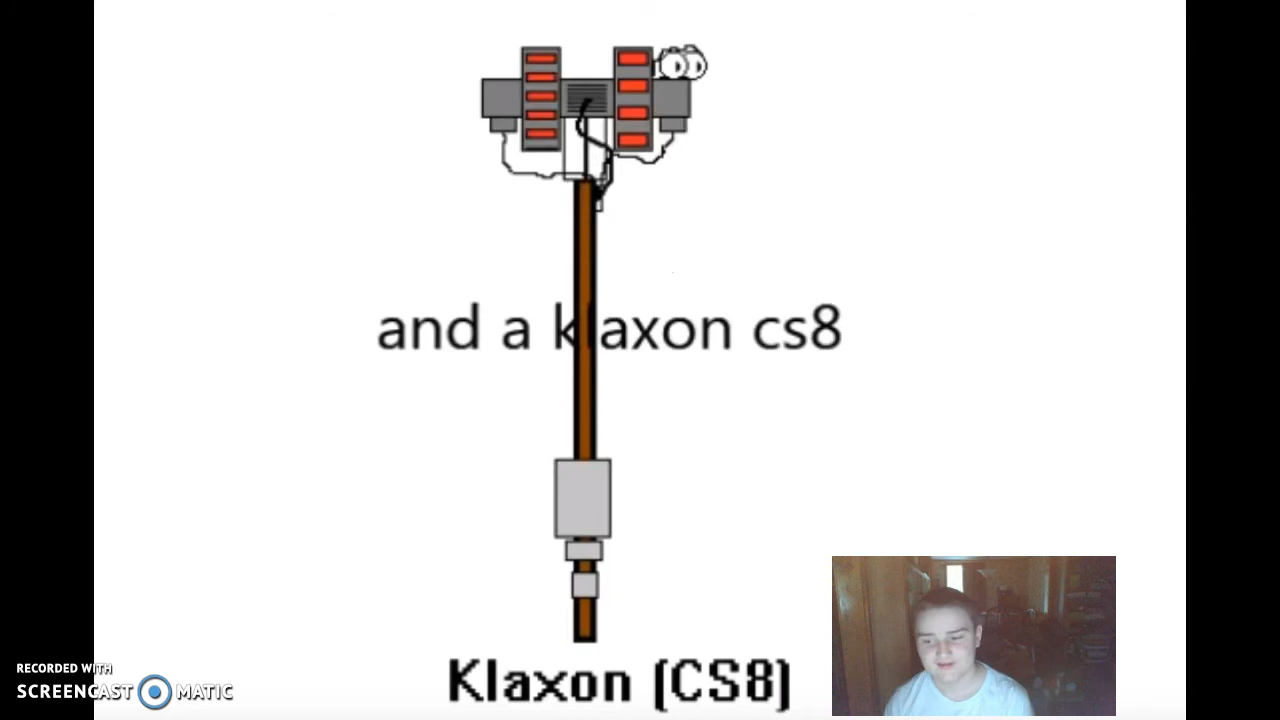 and a klaxon cs8
Klaxon (CS8)
RECORDED WITH
SCREENCAST MATIC